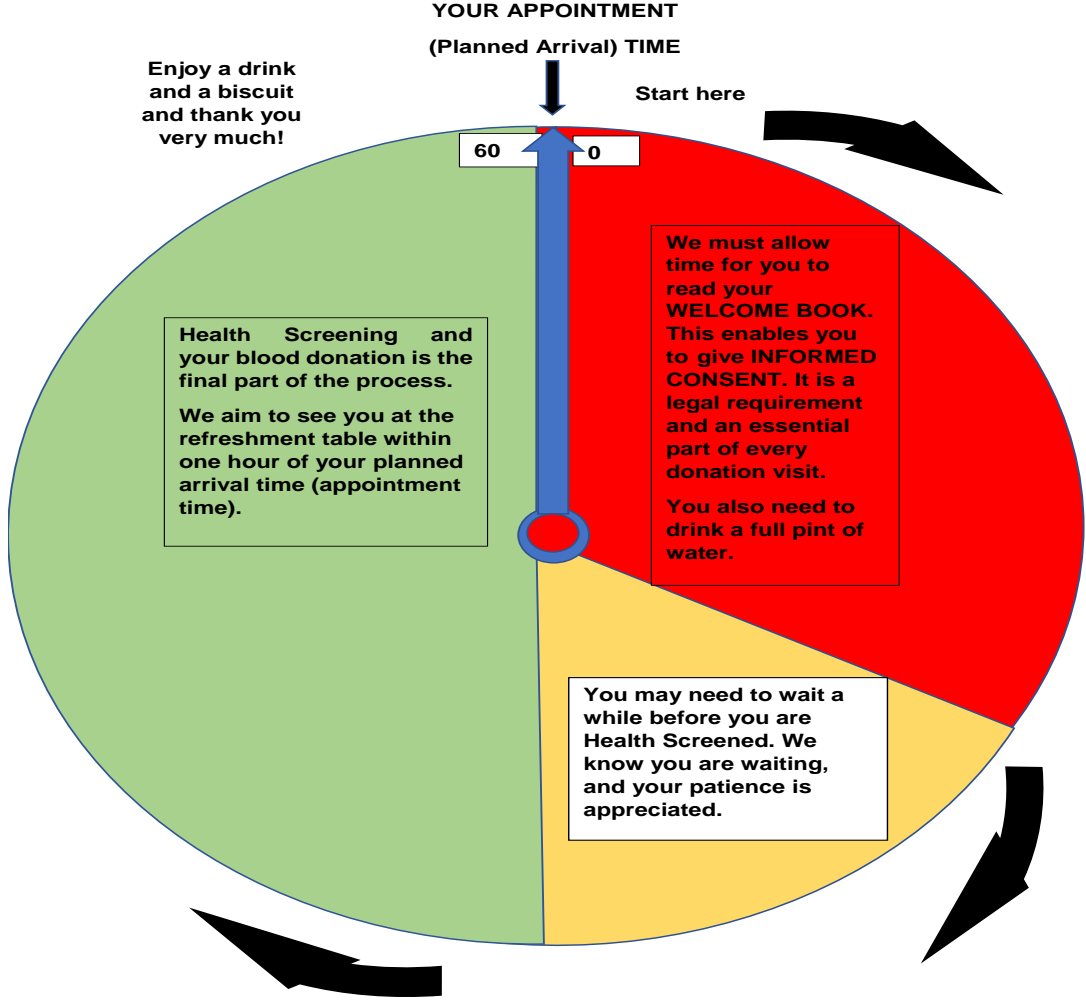 YOUR APPOINTMENT
(Planned Arrival) TIME
Enjoy a drink
and a biscuit
and thank you
very much!
Start here
60
0
We must allow
time for you to
read your
WELCOME BOOK.
This enables you
to give INFORMED
CONSENT. It is a
legal requirement
and an essential
part of every
donation visit.
You also need to
drink a full pint of
water.
You may need to wait a
while before you are
Health Screened. We
know you are waiting,
and your patience is
appreciated.
Health Screening and
your blood donation is the
final part of the process.
We aim to see you at the
refreshment table within
one hour of your planned
arrival time (appointment
time).